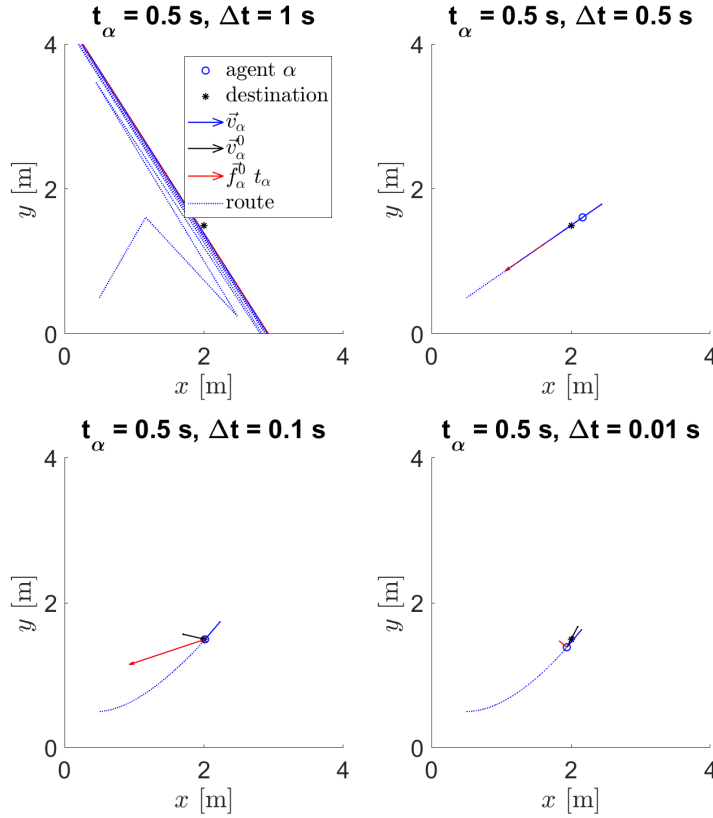 t_α = 0.5 s, Δt = 1 s
4
2
0
0
2
4
y [m]
x [m]
agent α
destination
v⃗_α
v⃗_α^0
f⃗_α^0 t_α
route
t_α = 0.5 s, Δt = 0.5 s
4
2
0
0
2
4
y [m]
x [m]
t_α = 0.5 s, Δt = 0.1 s
4
2
0
0
2
4
y [m]
x [m]
t_α = 0.5 s, Δt = 0.01 s
4
2
0
0
2
4
y [m]
x [m]